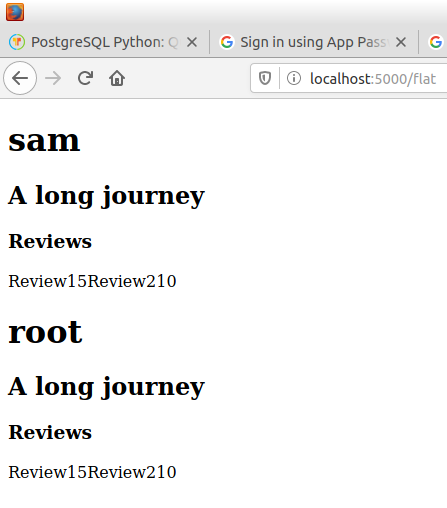 PostgreSQL Python: Q
Sign in using App Pass
localhost:5000/flat
sam
A long journey
Reviews
Review15Review210
root
A long journey
Reviews
Review15Review210